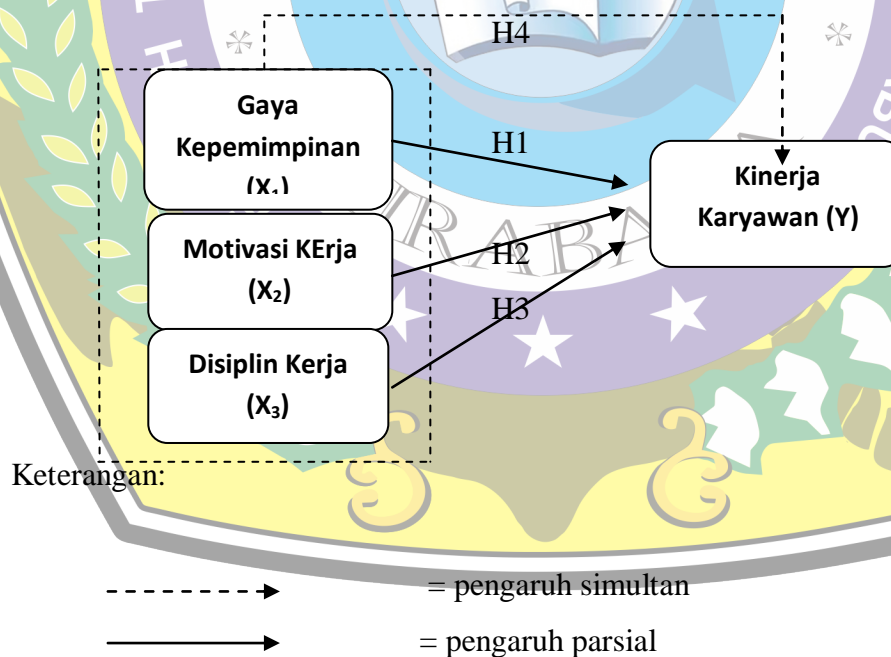 H4
Gaya
Kepemimpinan
(X₁)
H1
Kinerja
Karyawan (Y)
Motivasi KErja
(X₂)
H2
H3
Disiplin Kerja
(X₃)
Keterangan:
= pengaruh simultan
= pengaruh parsial